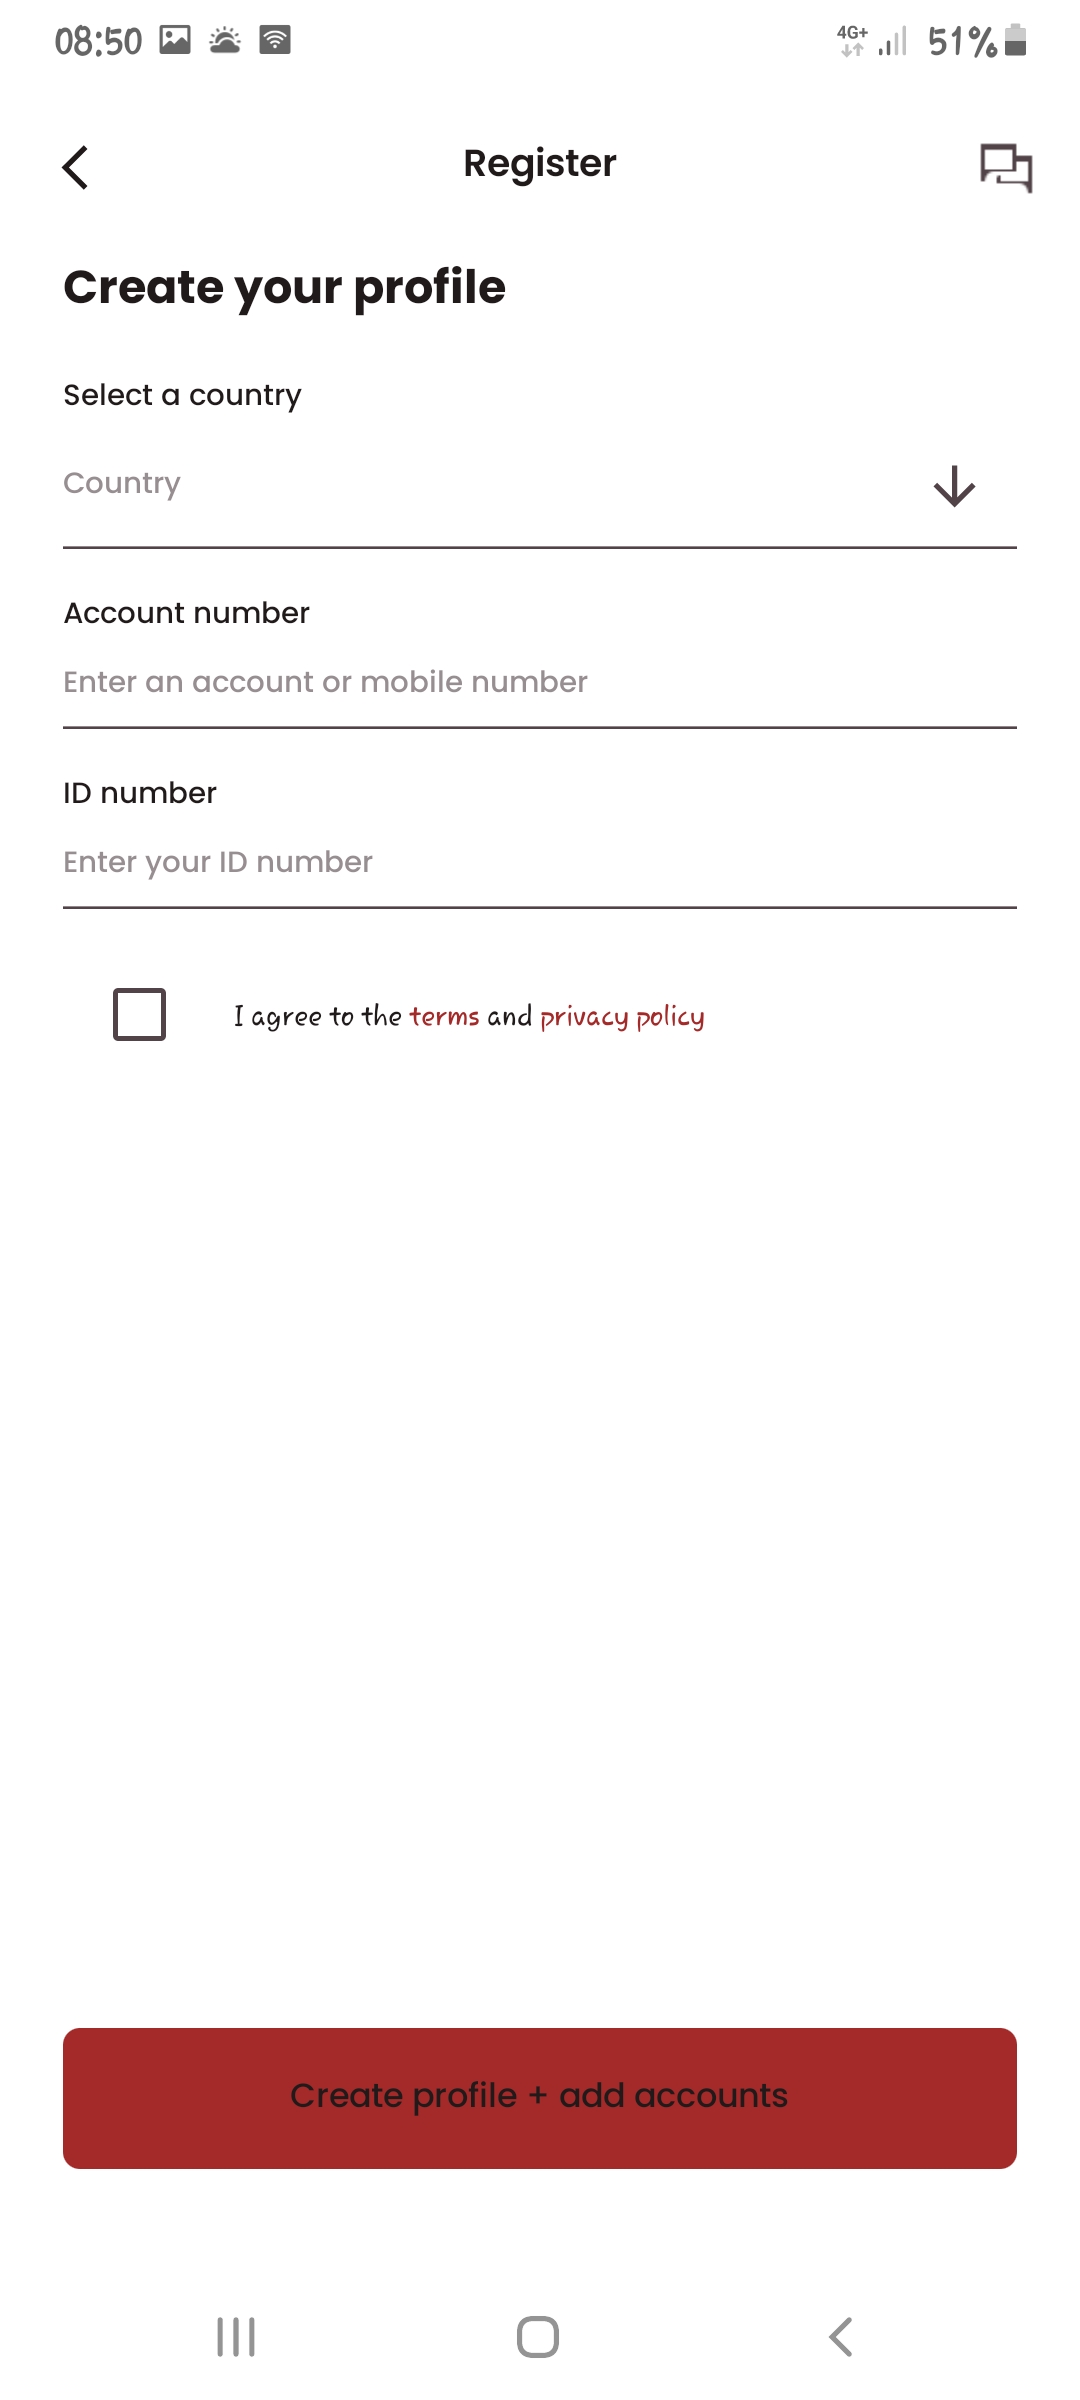 08:50 4G+ 51%
Register
Create your profile
Select a country
Country
Account number
Enter an account or mobile number
ID number
Enter your ID number
I agree to the terms and privacy policy
Create profile + add accounts